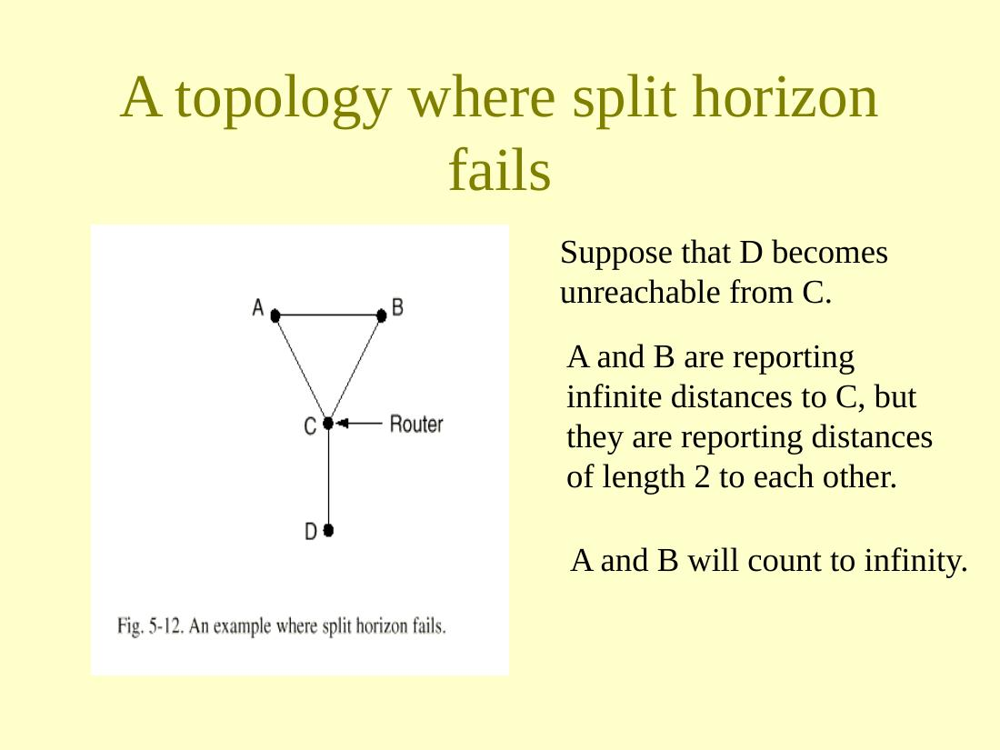 A topology where split horizon
fails
A
B
C
Router
D
Fig. 5-12. An example where split horizon fails.
Suppose that D becomes
unreachable from C.
A and B are reporting
infinite distances to C, but
they are reporting distances
of length 2 to each other.
A and B will count to infinity.